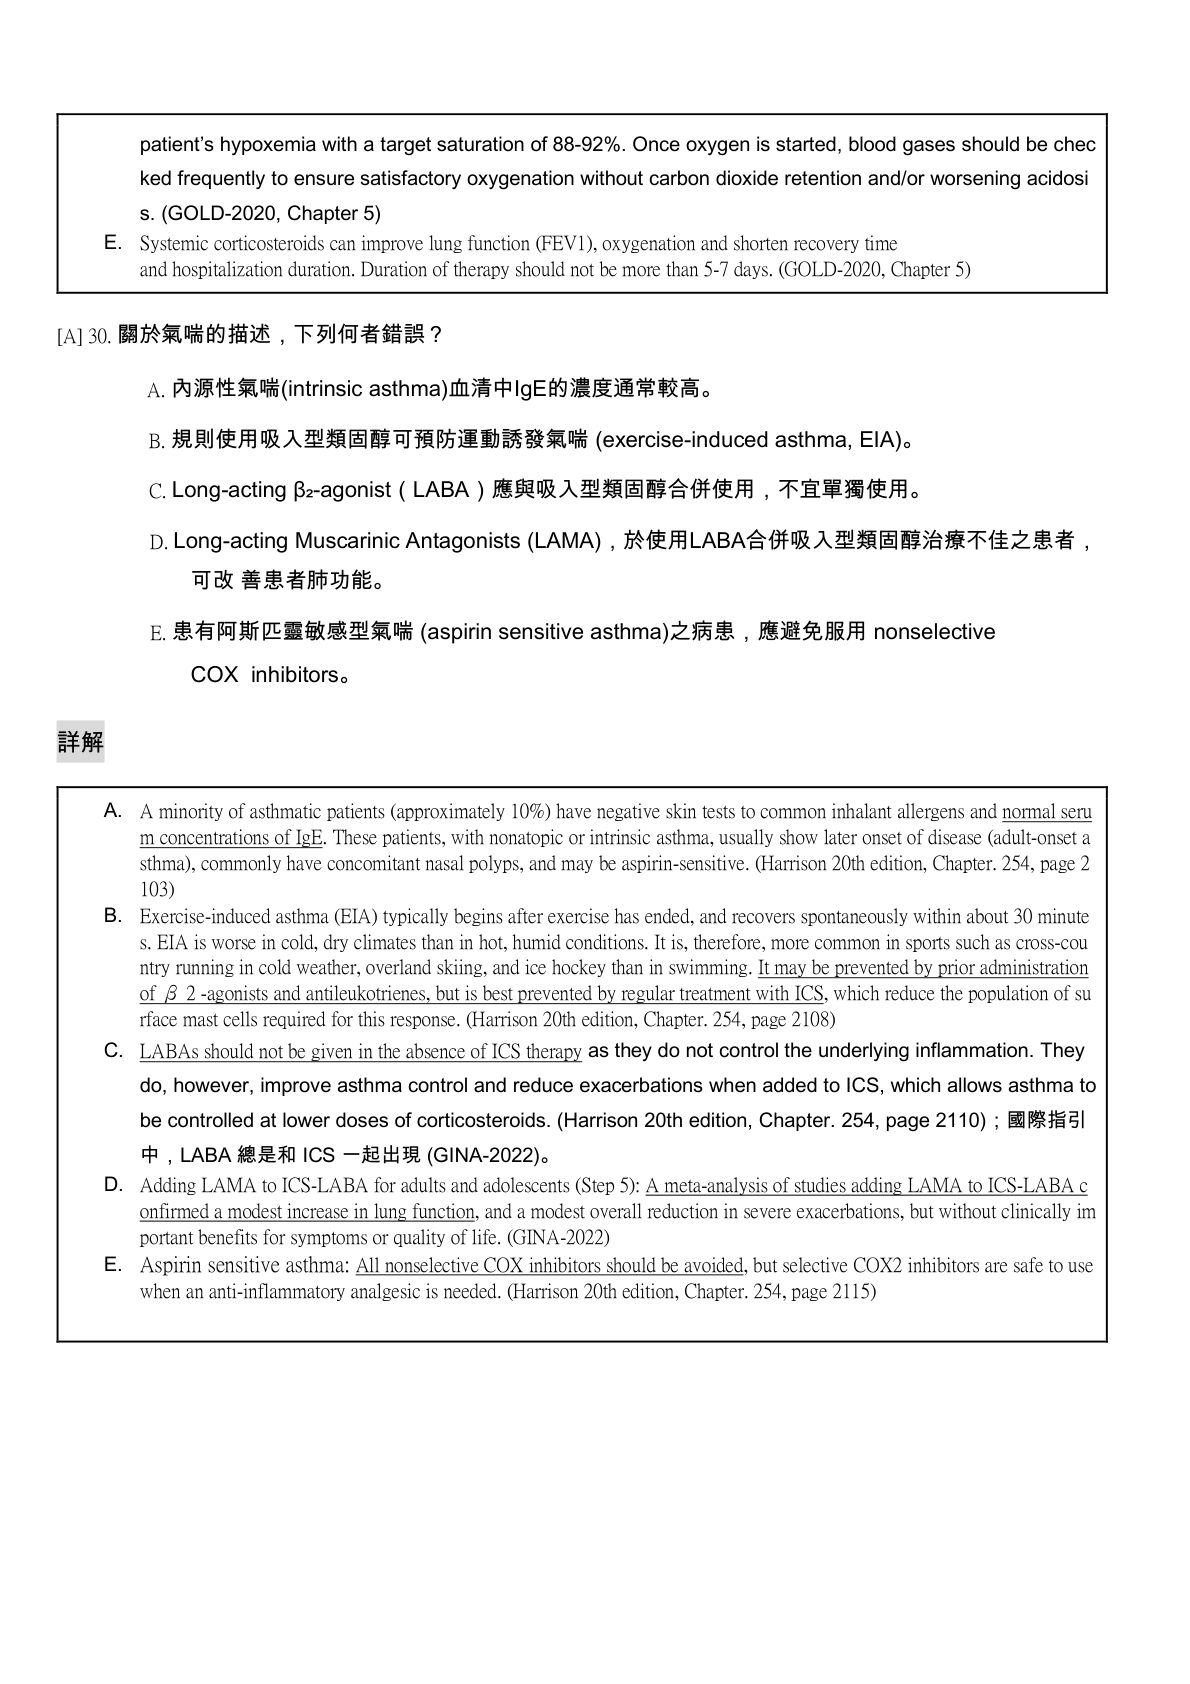 patient’s hypoxemia with a target saturation of 88-92%. Once oxygen is started, blood gases should be chec
ked frequently to ensure satisfactory oxygenation without carbon dioxide retention and/or worsening acidosi
s. (GOLD-2020, Chapter 5)
E. Systemic corticosteroids can improve lung function (FEV1), oxygenation and shorten recovery time
and hospitalization duration. Duration of therapy should not be more than 5-7 days. (GOLD-2020, Chapter 5)
[A] 30. 關於氣喘的描述，下列何者錯誤？
A. 內源性氣喘(intrinsic asthma)血清中IgE的濃度通常較高。
B. 規則使用吸入型類固醇可預防運動誘發氣喘 (exercise-induced asthma, EIA)。
C. Long-acting β₂-agonist（LABA）應與吸入型類固醇合併使用，不宜單獨使用。
D. Long-acting Muscarinic Antagonists (LAMA)，於使用LABA合併吸入型類固醇治療不佳之患者，
可改 善患者肺功能。
E. 患有阿斯匹靈敏感型氣喘 (aspirin sensitive asthma)之病患，應避免服用 nonselective
COX inhibitors。
詳解
A. A minority of asthmatic patients (approximately 10%) have negative skin tests to common inhalant allergens and normal seru
m concentrations of IgE. These patients, with nonatopic or intrinsic asthma, usually show later onset of disease (adult-onset a
sthma), commonly have concomitant nasal polyps, and may be aspirin-sensitive. (Harrison 20th edition, Chapter. 254, page 2
103)
B. Exercise-induced asthma (EIA) typically begins after exercise has ended, and recovers spontaneously within about 30 minute
s. EIA is worse in cold, dry climates than in hot, humid conditions. It is, therefore, more common in sports such as cross-cou
ntry running in cold weather, overland skiing, and ice hockey than in swimming. It may be prevented by prior administration
of β 2 -agonists and antileukotrienes, but is best prevented by regular treatment with ICS, which reduce the population of su
rface mast cells required for this response. (Harrison 20th edition, Chapter. 254, page 2108)
C. LABAs should not be given in the absence of ICS therapy as they do not control the underlying inflammation. They
do, however, improve asthma control and reduce exacerbations when added to ICS, which allows asthma to
be controlled at lower doses of corticosteroids. (Harrison 20th edition, Chapter. 254, page 2110)；國際指引
中，LABA 總是和 ICS 一起出現 (GINA-2022)。
D. Adding LAMA to ICS-LABA for adults and adolescents (Step 5): A meta-analysis of studies adding LAMA to ICS-LABA c
onfirmed a modest increase in lung function, and a modest overall reduction in severe exacerbations, but without clinically im
portant benefits for symptoms or quality of life. (GINA-2022)
E. Aspirin sensitive asthma: All nonselective COX inhibitors should be avoided, but selective COX2 inhibitors are safe to use
when an anti-inflammatory analgesic is needed. (Harrison 20th edition, Chapter. 254, page 2115)